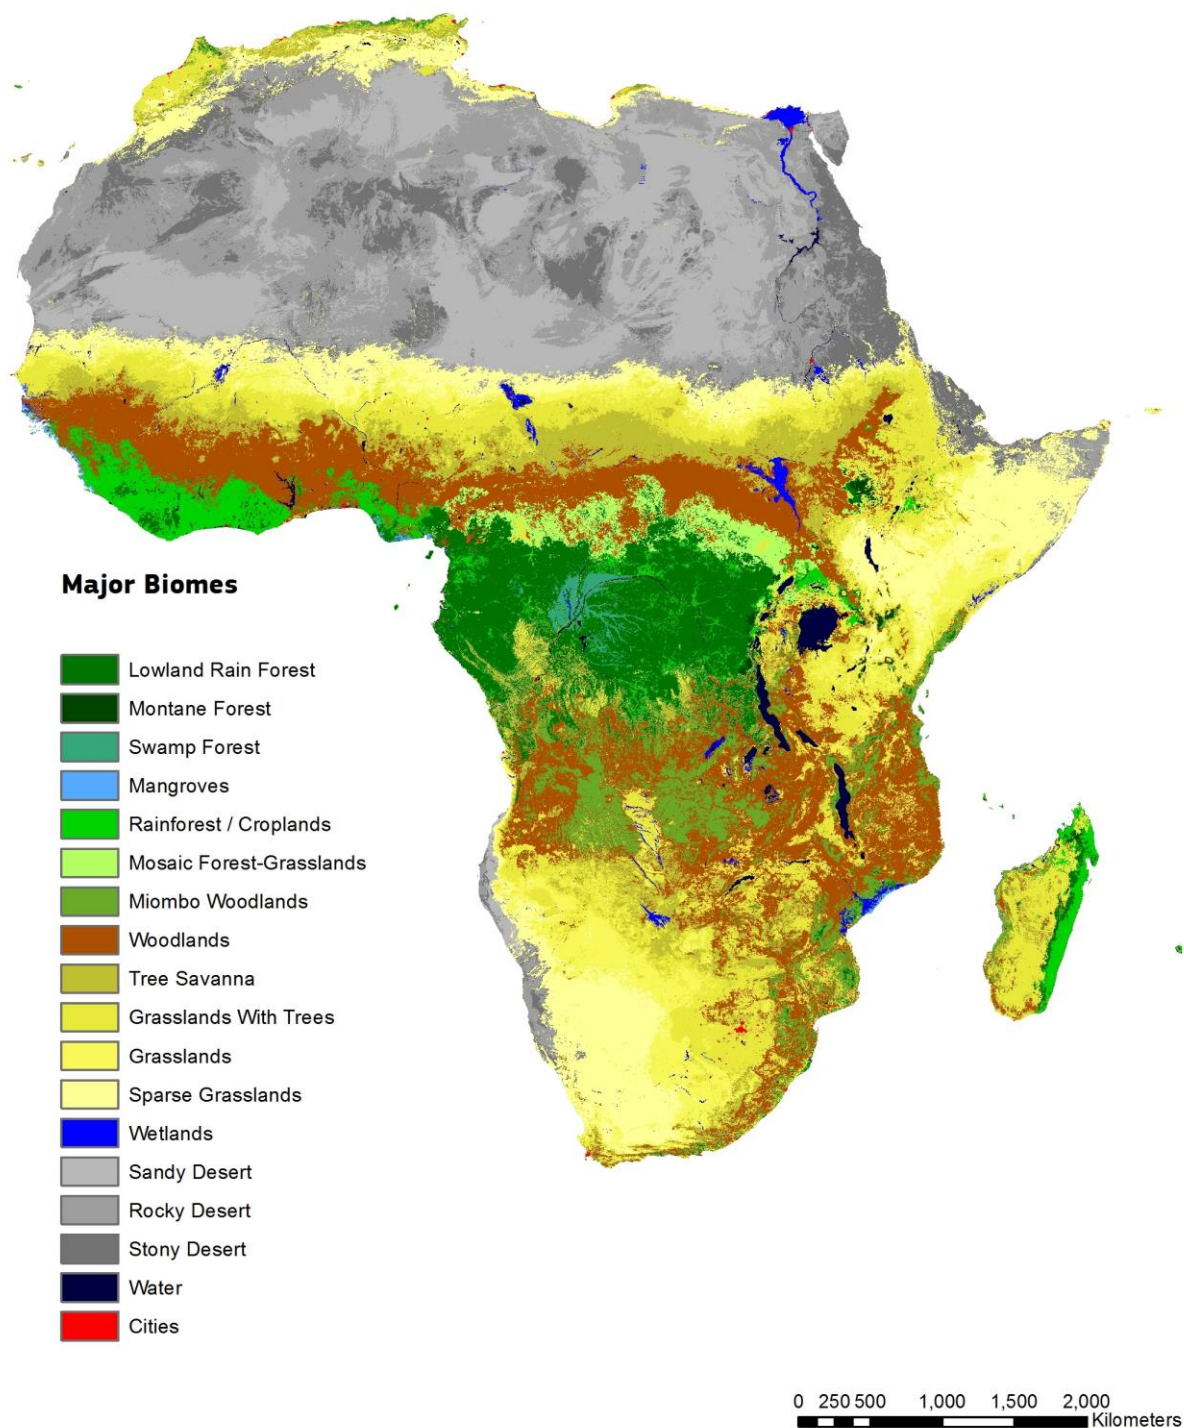 Major Biomes
Lowland Rain Forest
Montane Forest
Swamp Forest
Mangroves
Rainforest / Croplands
Mosaic Forest-Grasslands
Miombo Woodlands
Woodlands
Tree Savanna
Grasslands With Trees
Grasslands
Sparse Grasslands
Wetlands
Sandy Desert
Rocky Desert
Stony Desert
Water
Cities
0 250 500 1,000 1,500 2,000
Kilometers